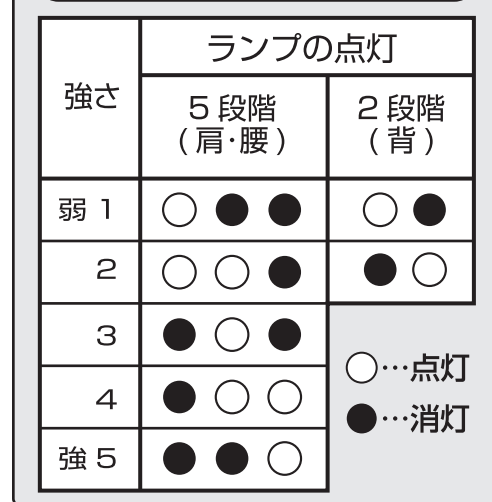 強さ
ランプの点灯
5段階
(肩・腰)
2段階
(背)
弱 1 ○●● ○●
2 ○○● ●○
3 ●○●
4 ●○○
強 5 ●●○
○…点灯
●…消灯